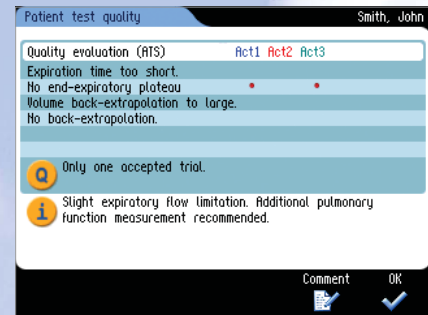 Patient test quality Smith, John
Quality evaluation (ATS) Act1 Act2 Act3
Expiration time too short.
No end-expiratory plateau
Volume back-extrapolation to large.
No back-extrapolation.
Q Only one accepted trial.
i Slight expiratory flow limitation. Additional pulmonary
function measurement recommended.
Comment OK